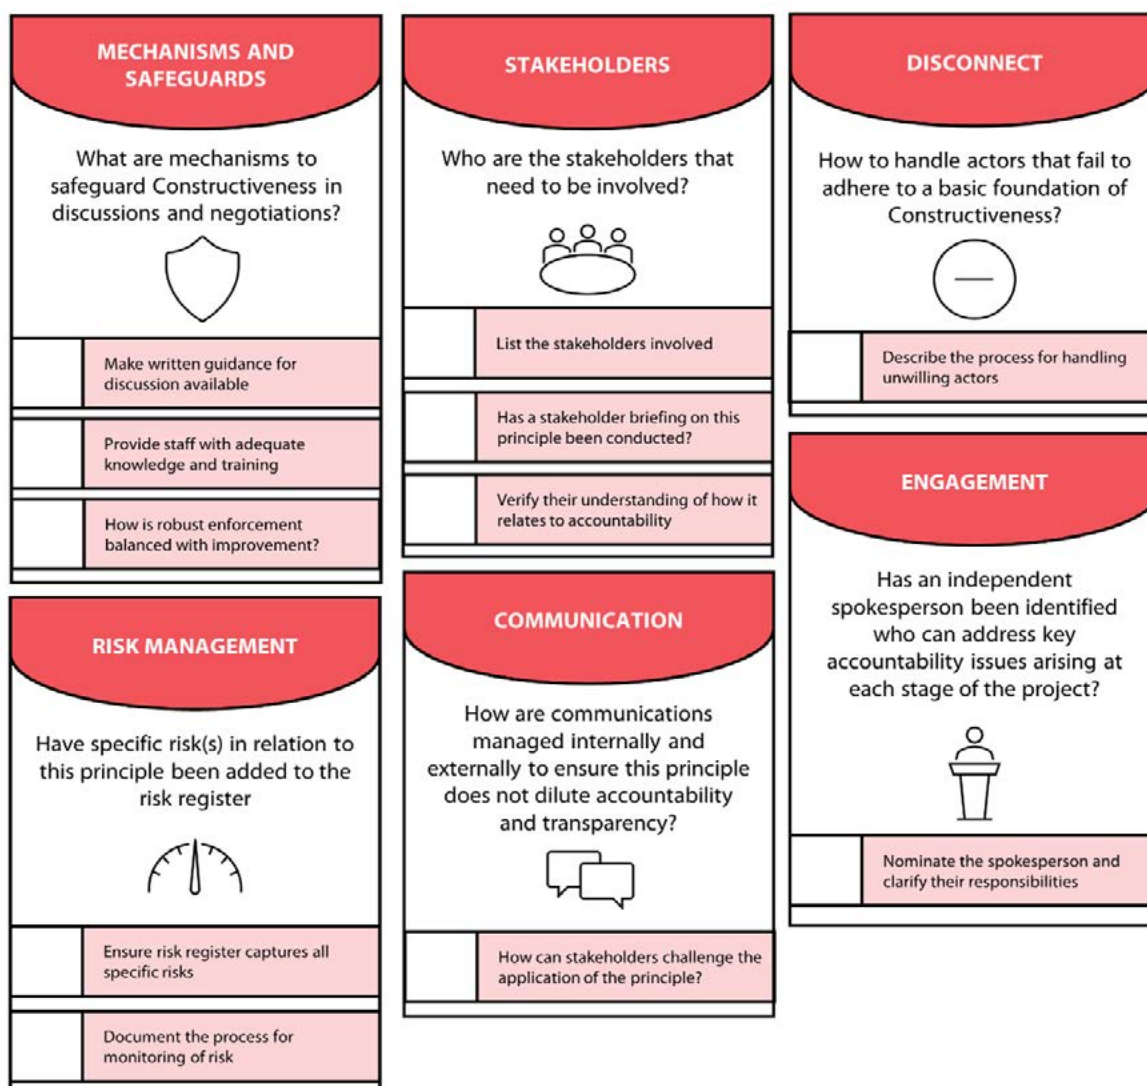 MECHANISMS AND
SAFEGUARDS
What are mechanisms to
safeguard Constructiveness in
discussions and negotiations?
Make written guidance for
discussion available
Provide staff with adequate
knowledge and training
How is robust enforcement
balanced with improvement?
RISK MANAGEMENT
Have specific risk(s) in relation to
this principle been added to the
risk register
Ensure risk register captures all
specific risks
Document the process for
monitoring of risk
STAKEHOLDERS
Who are the stakeholders that
need to be involved?
List the stakeholders involved
Has a stakeholder briefing on this
principle been conducted?
Verify their understanding of how it
relates to accountability
COMMUNICATION
How are communications
managed internally and
externally to ensure this principle
does not dilute accountability
and transparency?
How can stakeholders challenge the
application of the principle?
DISCONNECT
How to handle actors that fail to
adhere to a basic foundation of
Constructiveness?
Describe the process for handling
unwilling actors
ENGAGEMENT
Has an independent
spokesperson been identified
who can address key
accountability issues arising at
each stage of the project?
Nominate the spokesperson and
clarify their responsibilities